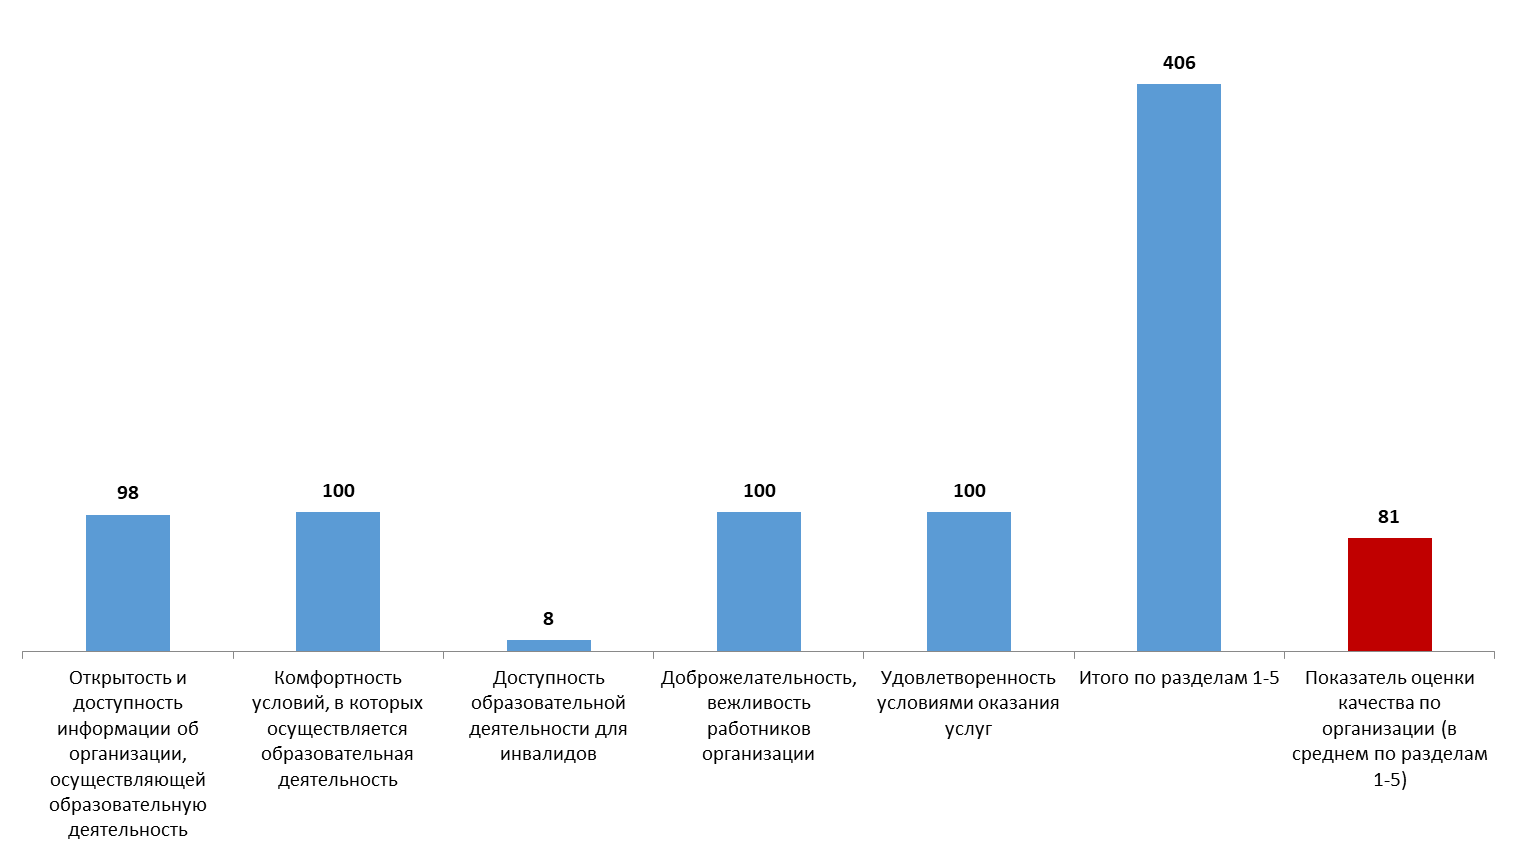 406
98
100
8
100
100
81
Открытость и
доступность
информации об
организации,
осуществляющей
образовательную
деятельность
Комфортность
условий, в которых
осуществляется
образовательная
деятельность
Доступность
образовательной
деятельности для
инвалидов
Доброжелательность,
вежливость
работников
организации
Удовлетворенность
условиями оказания
услуг
Итого по разделам 1-5
Показатель оценки
качества по
организации (в
среднем по разделам
1-5)